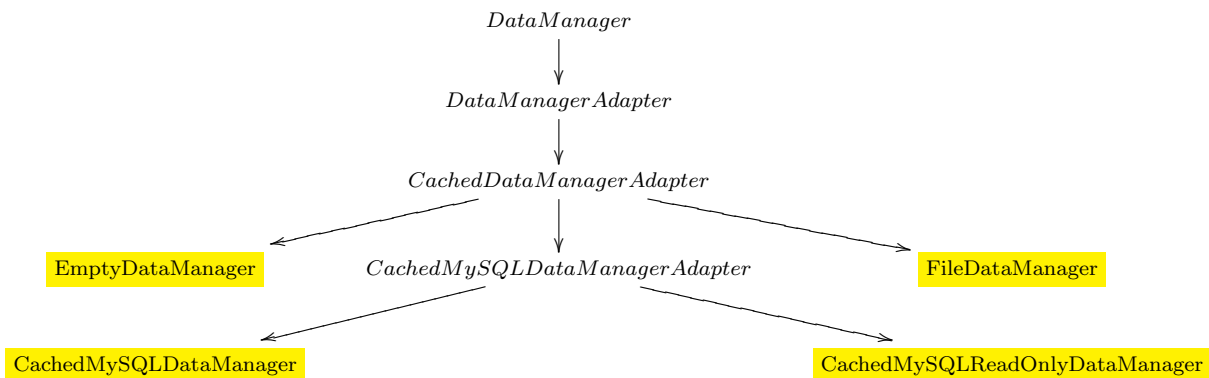 DataManager
DataManagerAdapter
CachedDataManagerAdapter
EmptyDataManager
CachedMySQLDataManagerAdapter
FileDataManager
CachedMySQLDataManager
CachedMySQLReadOnlyDataManager